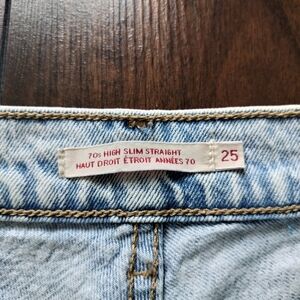 70s HIGH SLIM STRAIGHT
HAUT DROIT ÉTROIT ANNÉES 70
25